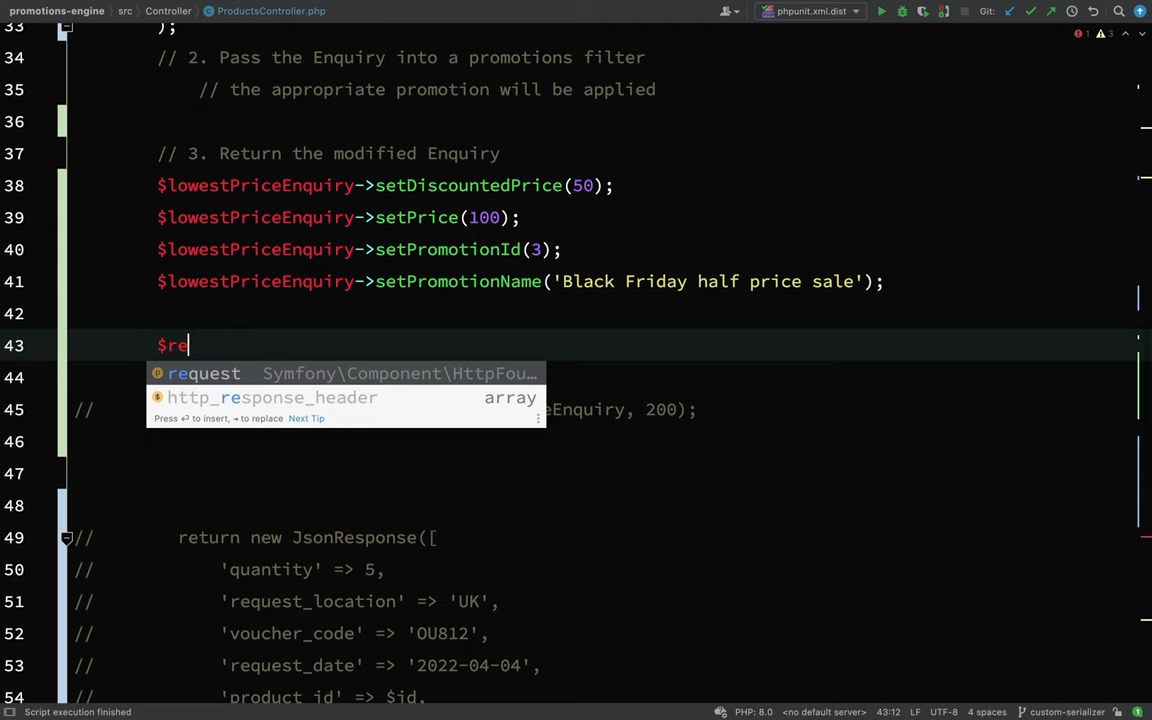 promotions-engine src Controller ProductsController.php phpunit.xml.dist Git:
33 );
1 3
34 // 2. Pass the Enquiry into a promotions filter
35 // the appropriate promotion will be applied
36
37 // 3. Return the modified Enquiry
38 $lowestPriceEnquiry->setDiscountedPrice(50);
39 $lowestPriceEnquiry->setPrice(100);
40 $lowestPriceEnquiry->setPromotionId(3);
41 $lowestPriceEnquiry->setPromotionName('Black Friday half price sale');
42
43 $re
44 request Symfony\Component\HttpFou…
http_response_header array
45 // eEnquiry, 200);
Press ⏎ to insert, ⇥ to replace Next Tip
46
47
48
49 // return new JsonResponse([
50 // 'quantity' => 5,
51 // 'request_location' => 'UK',
52 // 'voucher_code' => 'OU812',
53 // 'request_date' => '2022-04-04',
54 // 'product_id' => $id,
Script execution finished PHP: 8.0 <no default server> 43:12 LF UTF-8 4 spaces custom-serializer 1